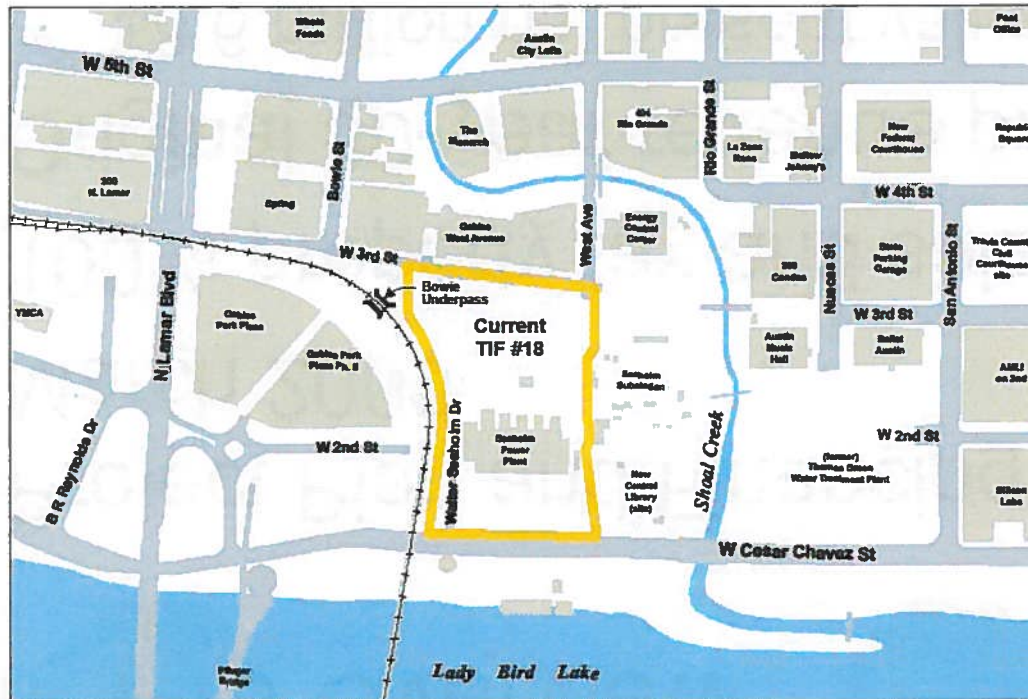 Whole
Foods
Austin
City Lofts
Post
Office
W 5th St
The
Monarch
404
Rio Grande
Rio Grande St
New
Federal
Courthouse
Republic
Square
La Zona
Rosa
Mellow
Johnny's
Bowie St
300
N. Lamar
Spring
W 4th St
Gables
West Avenue
West Ave
Energy
Control
Center
W 3rd St
360
Condos
Nueces St
State
Parking
Garage
San Antonio St
Travis County
Civil
Courthouse
site
Bowie
Underpass
YMCA
N Lamar Blvd
Gables
Park Plaza
Gables Park
Plaza Ph. II
Current
TIF #18
W 3rd St
Austin
Music
Hall
Ballet
Austin
AMLI
on 2nd
Seaholm
Substation
B R Reynolds Dr
W 2nd St
Walter Seaholm Dr
Seaholm
Power
Plant
New
Central
Library
(site)
Shoal Creek
W 2nd St
(former)
Thomas Green
Water Treatment Plant
Silicon
Labs
W Cesar Chavez St
Pfluger
Bridge
Lady Bird Lake